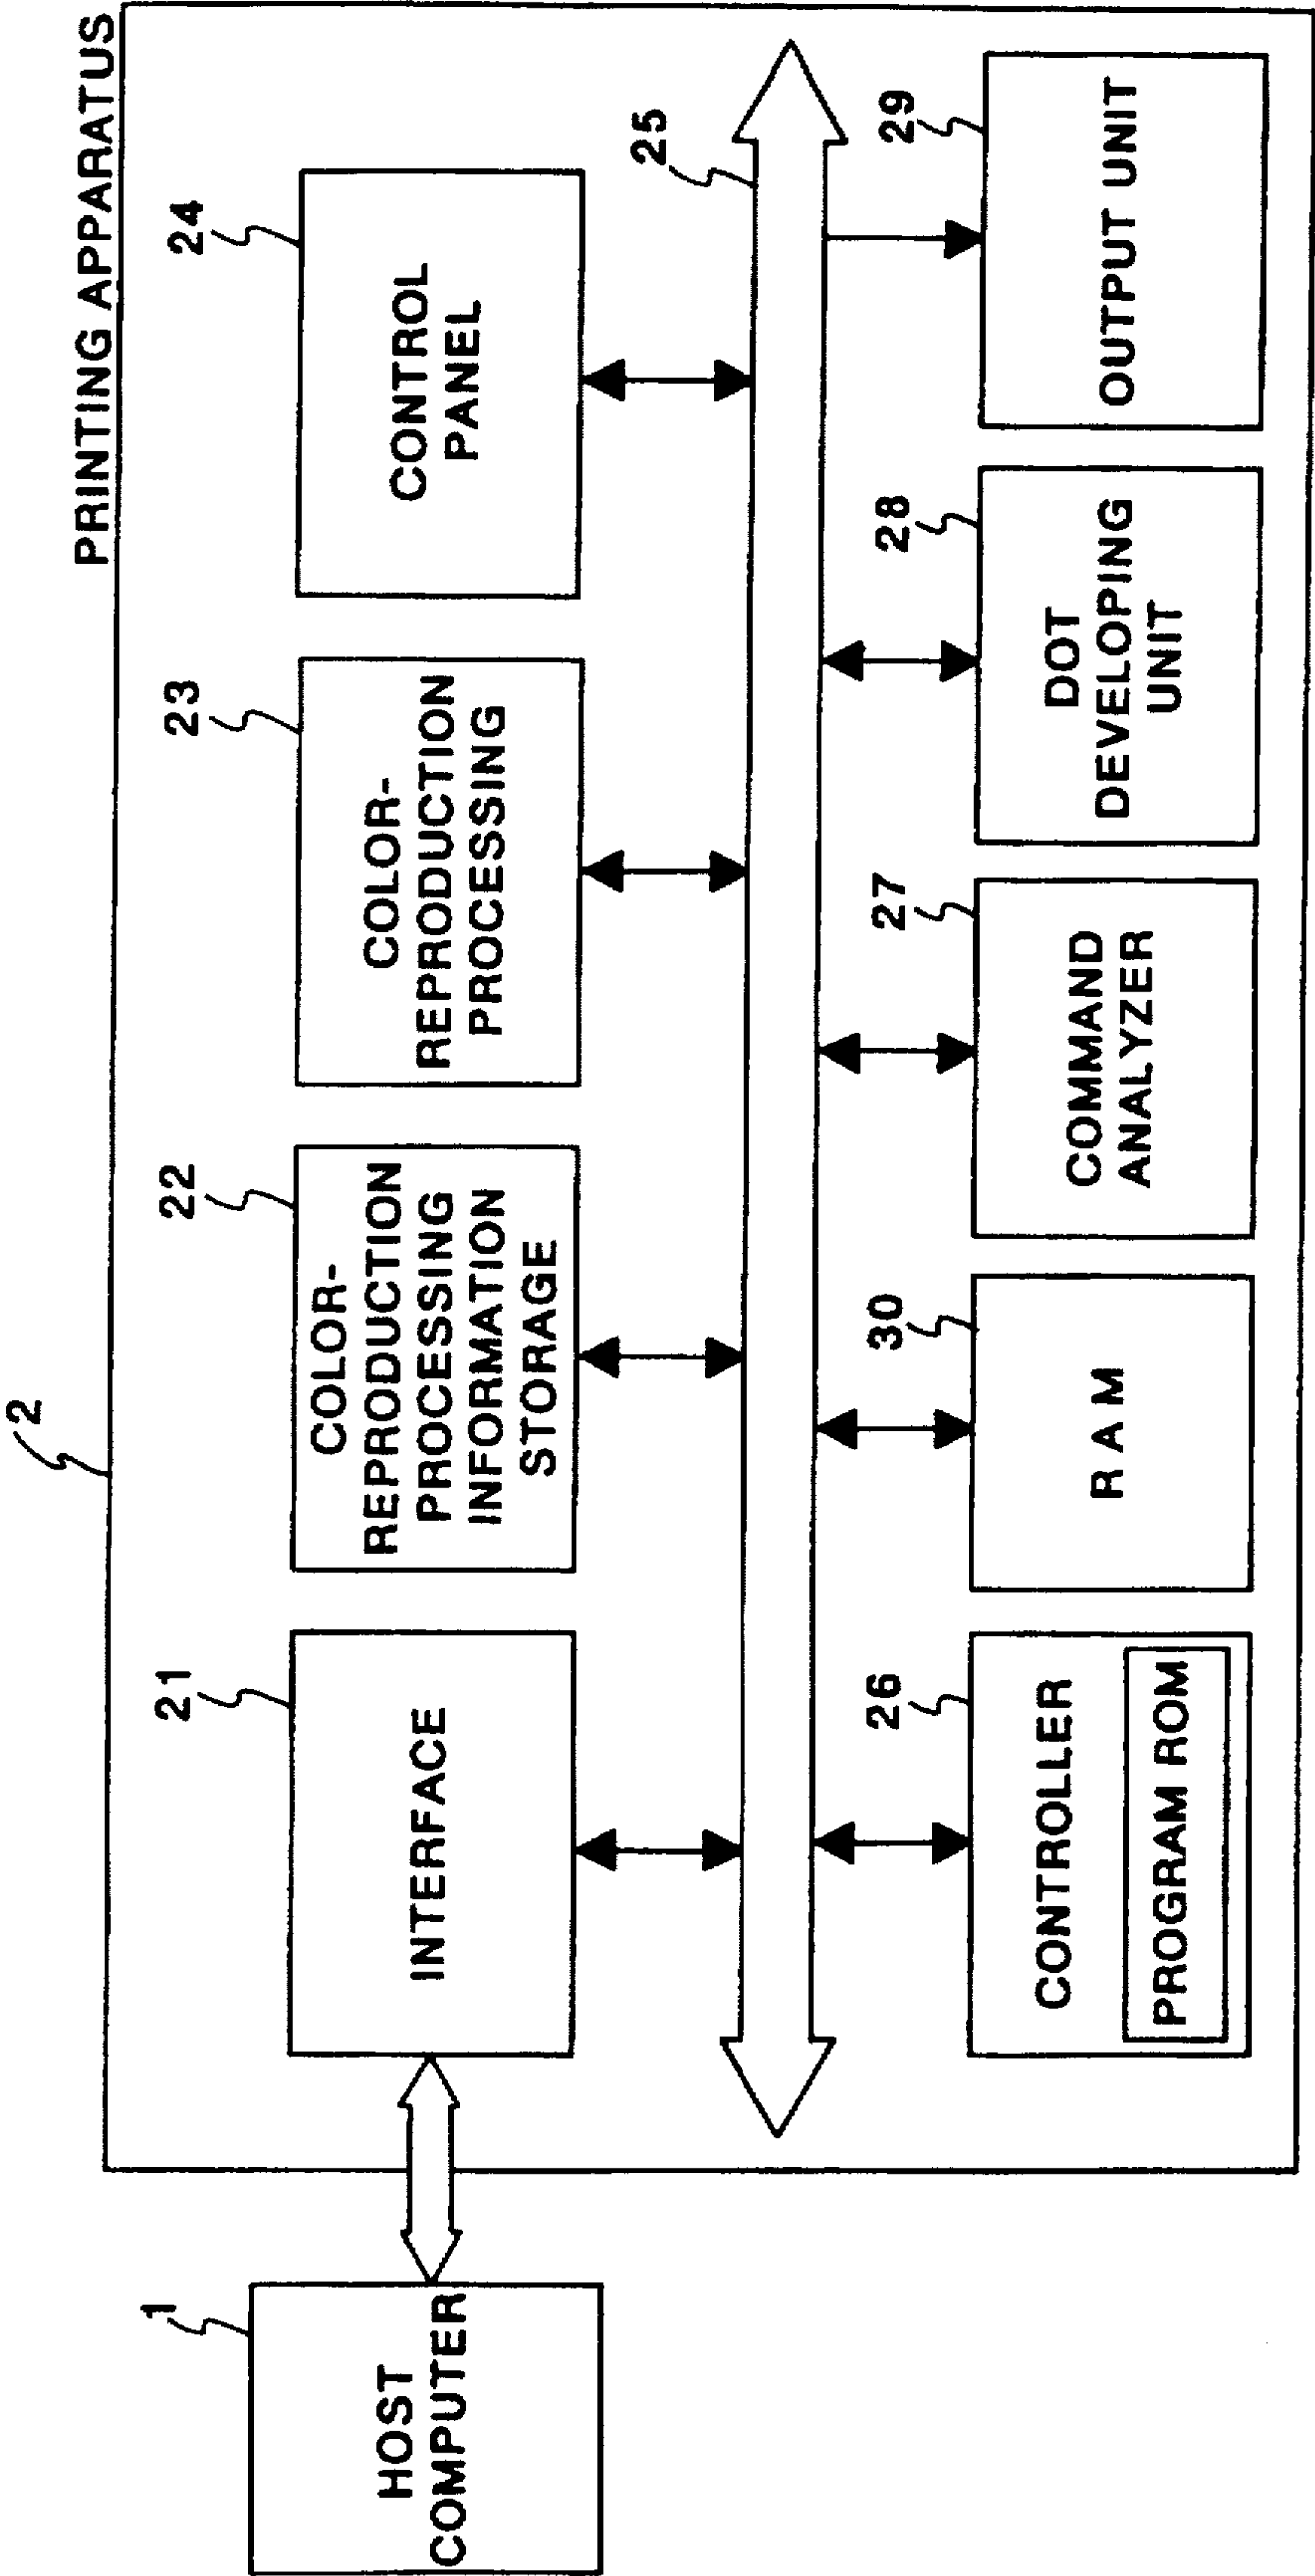 PRINTING APPARATUS
2
1
HOST
COMPUTER
21
INTERFACE
22
COLOR-
REPRODUCTION
PROCESSING
INFORMATION
STORAGE
23
COLOR-
REPRODUCTION
PROCESSING
24
CONTROL
PANEL
25
26
CONTROLLER
PROGRAM ROM
30
RAM
27
COMMAND
ANALYZER
28
DOT
DEVELOPING
UNIT
29
OUTPUT UNIT